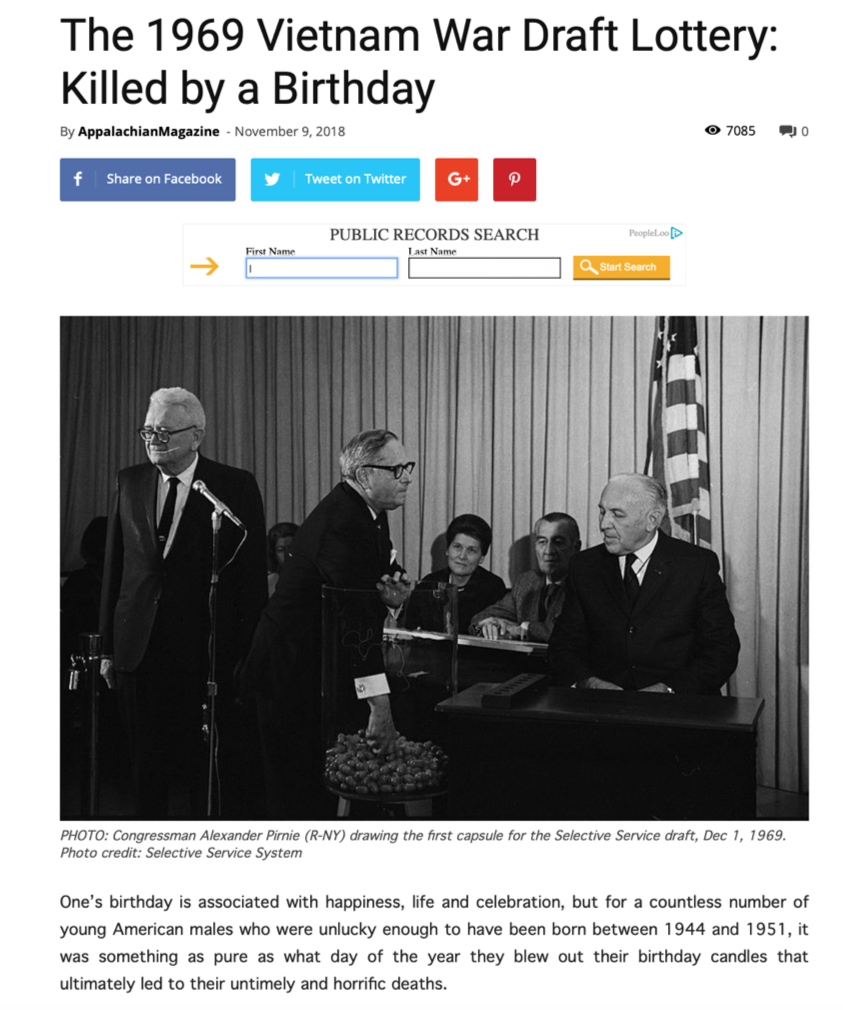 The 1969 Vietnam War Draft Lottery:
Killed by a Birthday
By AppalachianMagazine - November 9, 2018
7085
0
Share on Facebook
Tweet on Twitter
G+
PUBLIC RECORDS SEARCH
PeopleLoo
First Name
Last Name
Start Search
PHOTO: Congressman Alexander Pirnie (R-NY) drawing the first capsule for the Selective Service draft, Dec 1, 1969.
Photo credit: Selective Service System
One’s birthday is associated with happiness, life and celebration, but for a countless number of
young American males who were unlucky enough to have been born between 1944 and 1951, it
was something as pure as what day of the year they blew out their birthday candles that
ultimately led to their untimely and horrific deaths.